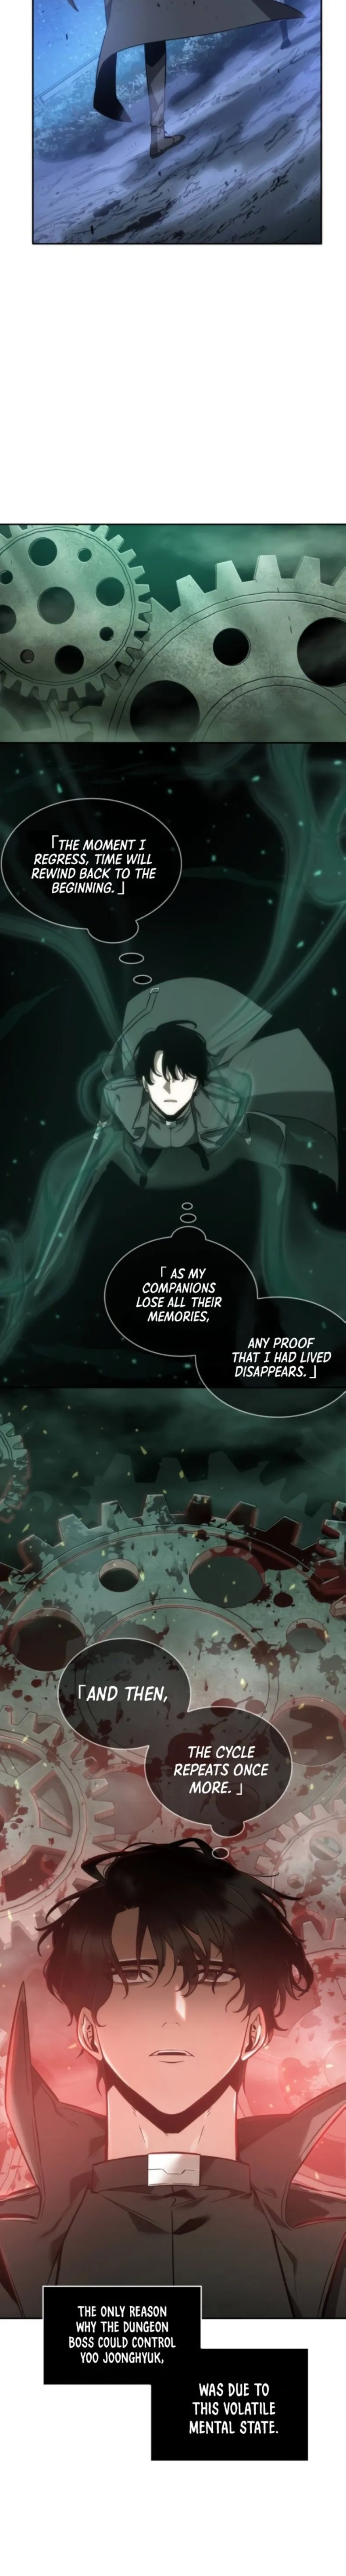 「THE MOMENT I
REGRESS, TIME WILL
REWIND BACK TO THE
BEGINNING.」
「 AS MY
COMPANIONS
LOSE ALL THEIR
MEMORIES,
ANY PROOF
THAT I HAD LIVED
DISAPPEARS.」
「AND THEN,
THE CYCLE
REPEATS ONCE
MORE. 」
THE ONLY REASON
WHY THE DUNGEON
BOSS COULD CONTROL
YOO JOONGHYUK,
WAS DUE TO
THIS VOLATILE
MENTAL STATE.